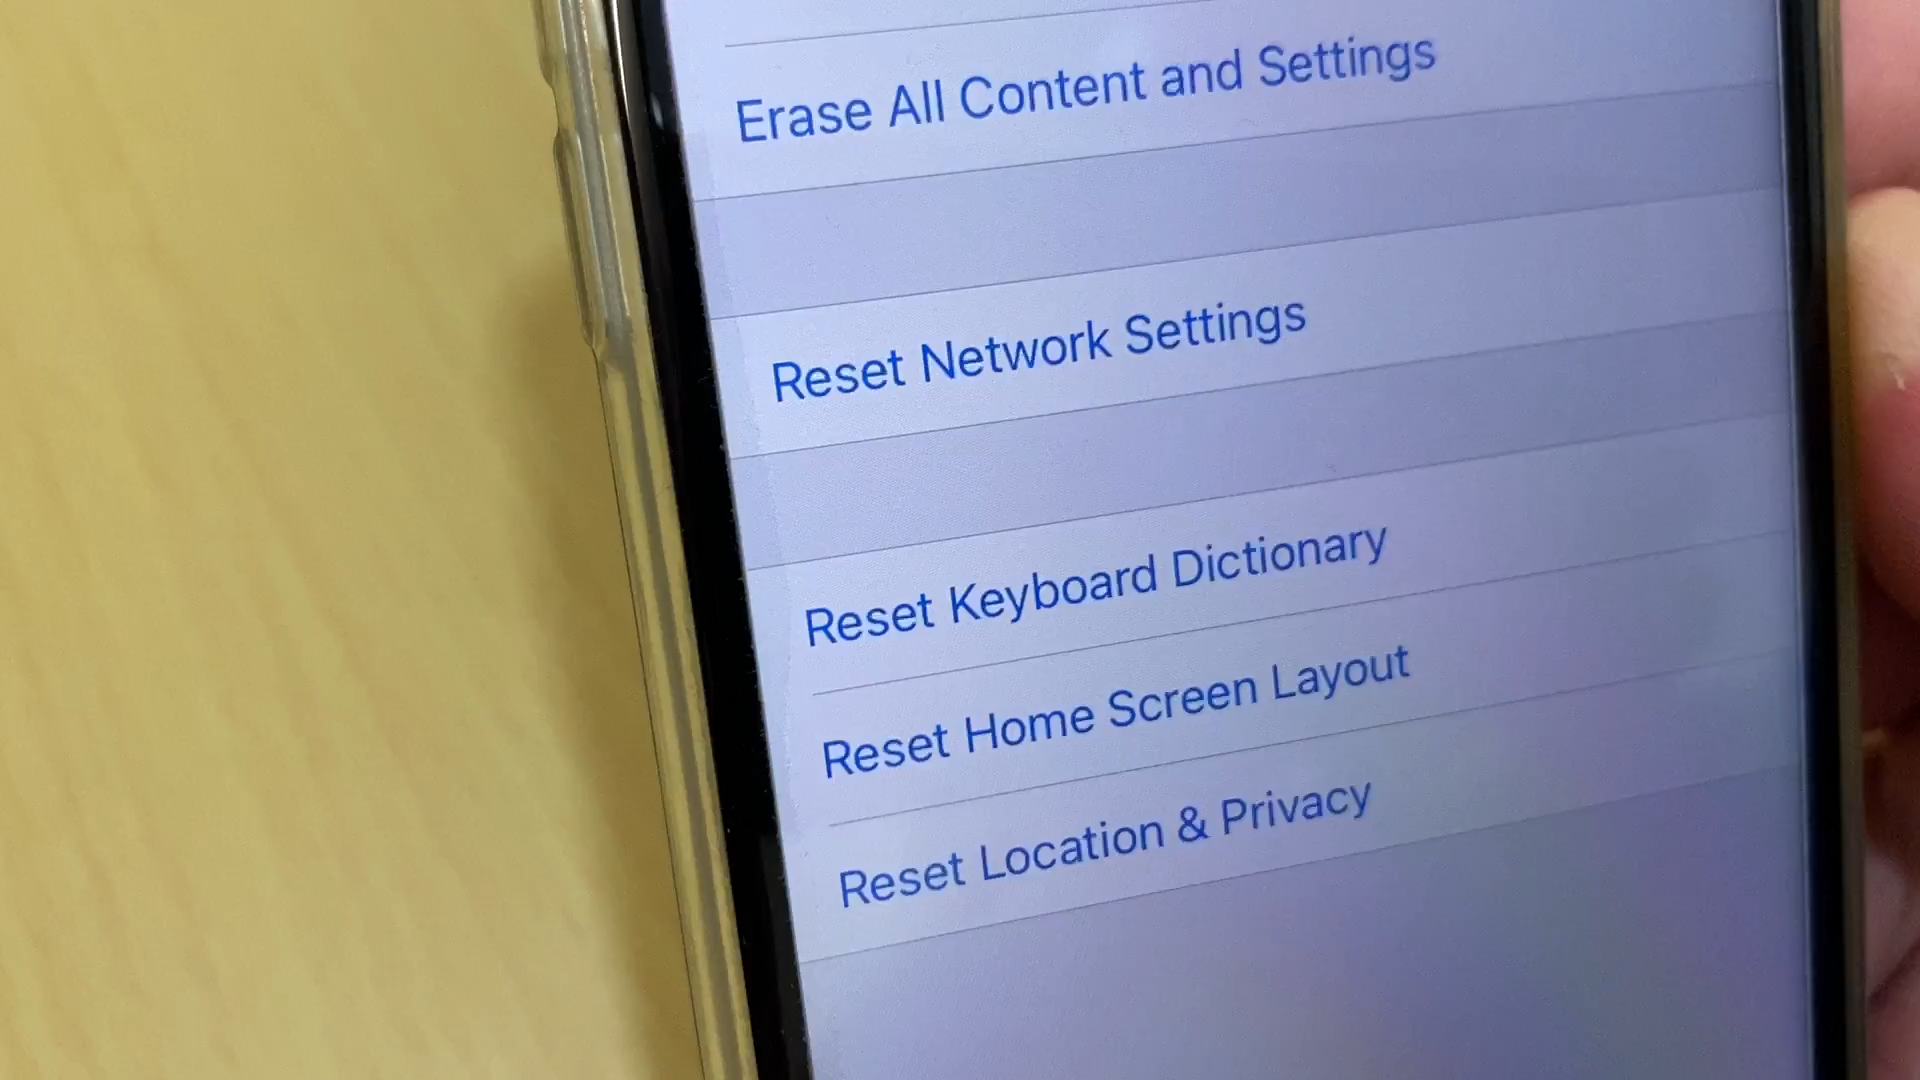 Erase All Content and Settings
Reset Network Settings
Reset Keyboard Dictionary
Reset Home Screen Layout
Reset Location & Privacy